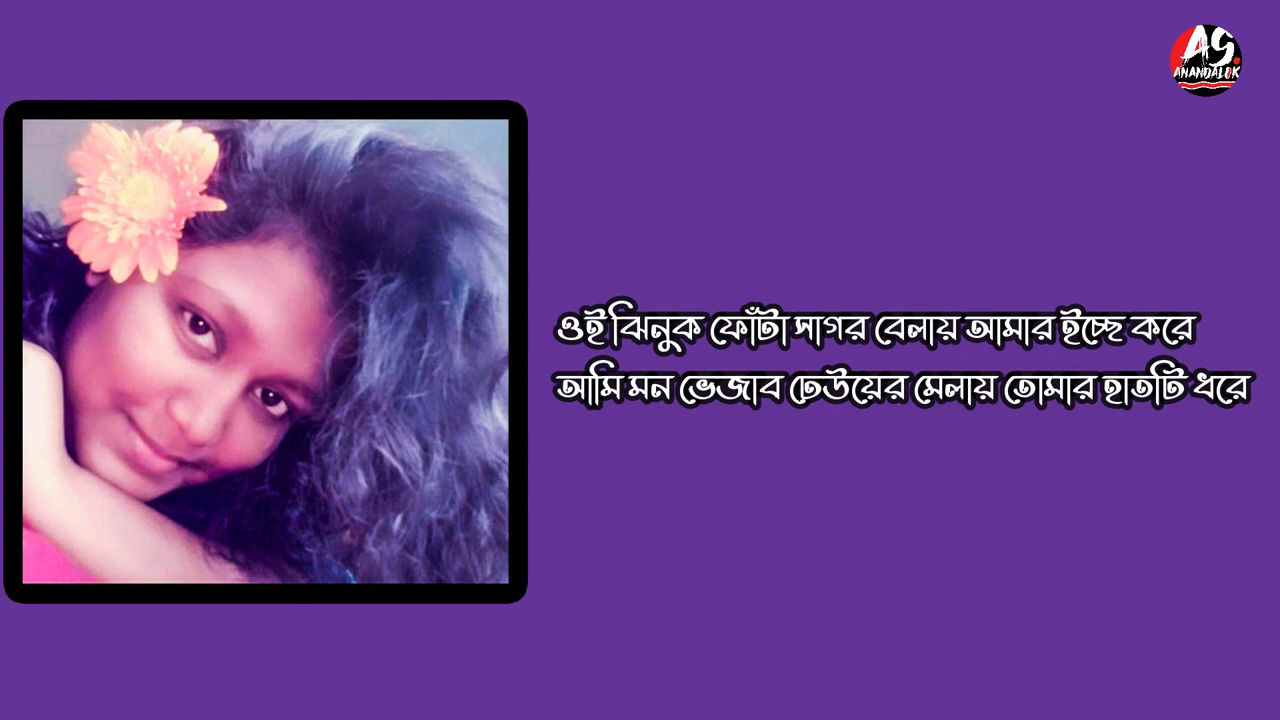 AS.
ANANDALOK
ওই ঝিনুক ফোঁটা সাগর বেলায় আমার ইচ্ছে করে
আমি মন ভেজাব ঢেউয়ের মেলায় তোমার হাতটি ধরে